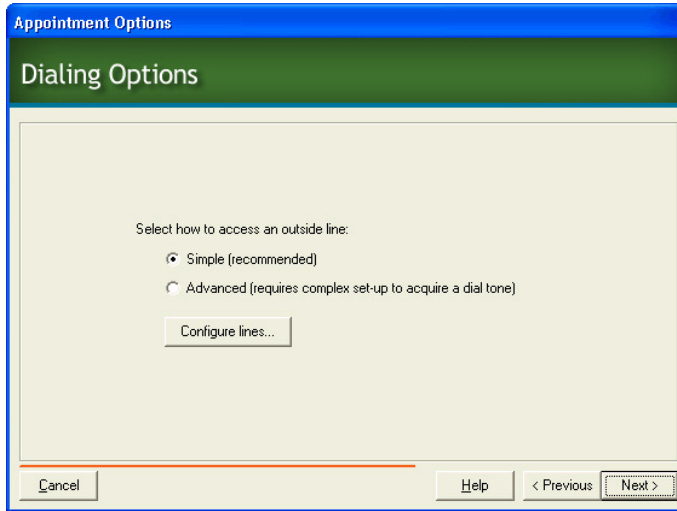 Appointment Options
Dialing Options
Select how to access an outside line:
Simple (recommended)
Advanced (requires complex set-up to acquire a dial tone)
Configure lines...
Cancel
Help
< Previous
Next >